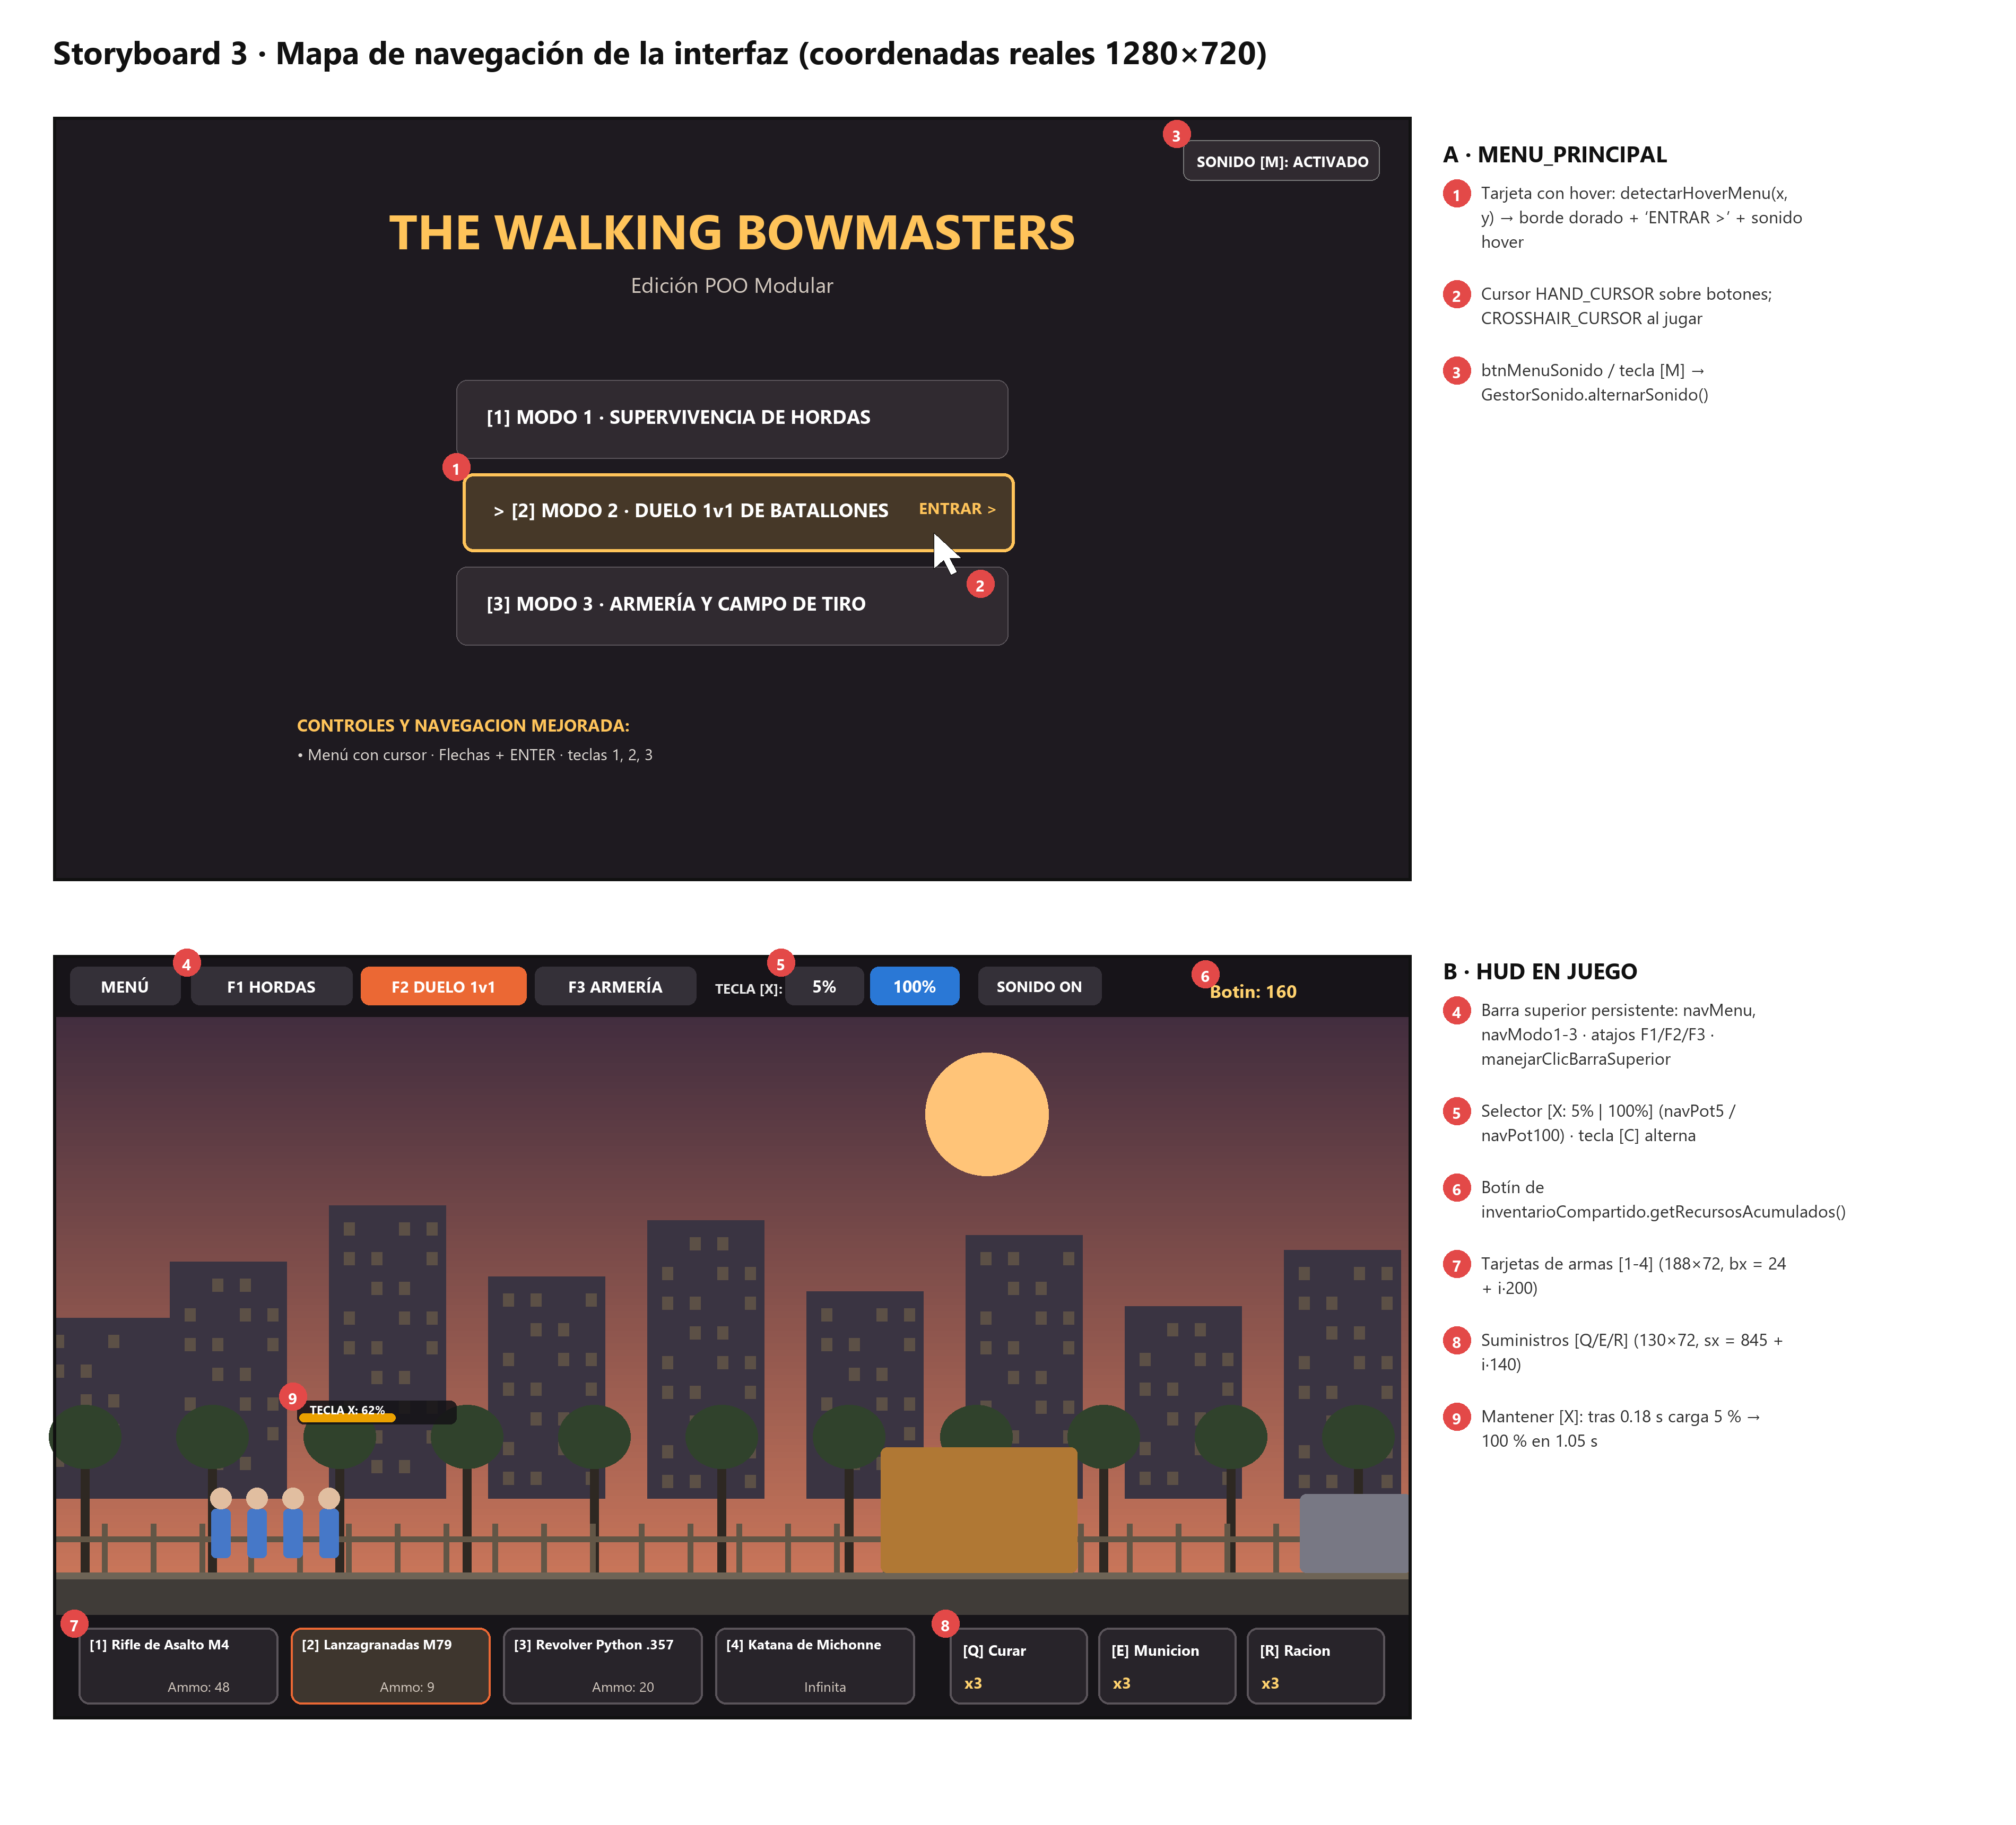 Storyboard 3 · Mapa de navegación de la interfaz (coordenadas reales 1280×720)
3
SONIDO [M]: ACTIVADO
THE WALKING BOWMASTERS
Edición POO Modular
[1] MODO 1 · SUPERVIVENCIA DE HORDAS
1
> [2] MODO 2 · DUELO 1v1 DE BATALLONES ENTRAR >
2
[3] MODO 3 · ARMERÍA Y CAMPO DE TIRO
CONTROLES Y NAVEGACION MEJORADA:
• Menú con cursor · Flechas + ENTER · teclas 1, 2, 3
A · MENU_PRINCIPAL
1 Tarjeta con hover: detectarHoverMenu(x,
y) → borde dorado + ‘ENTRAR >’ + sonido
hover
2 Cursor HAND_CURSOR sobre botones;
CROSSHAIR_CURSOR al jugar
3 btnMenuSonido / tecla [M] →
GestorSonido.alternarSonido()
4 5 6
MENÚ F1 HORDAS F2 DUELO 1v1 F3 ARMERÍA TECLA [X]: 5% 100% SONIDO ON Botin: 160
9
TECLA X: 62%
7 8
[1] Rifle de Asalto M4 [2] Lanzagranadas M79 [3] Revolver Python .357 [4] Katana de Michonne [Q] Curar [E] Municion [R] Racion
Ammo: 48 Ammo: 9 Ammo: 20 Infinita x3 x3 x3
B · HUD EN JUEGO
4 Barra superior persistente: navMenu,
navModo1-3 · atajos F1/F2/F3 ·
manejarClicBarraSuperior
5 Selector [X: 5% | 100%] (navPot5 /
navPot100) · tecla [C] alterna
6 Botín de
inventarioCompartido.getRecursosAcumulados()
7 Tarjetas de armas [1-4] (188×72, bx = 24
+ i·200)
8 Suministros [Q/E/R] (130×72, sx = 845 +
i·140)
9 Mantener [X]: tras 0.18 s carga 5 % →
100 % en 1.05 s